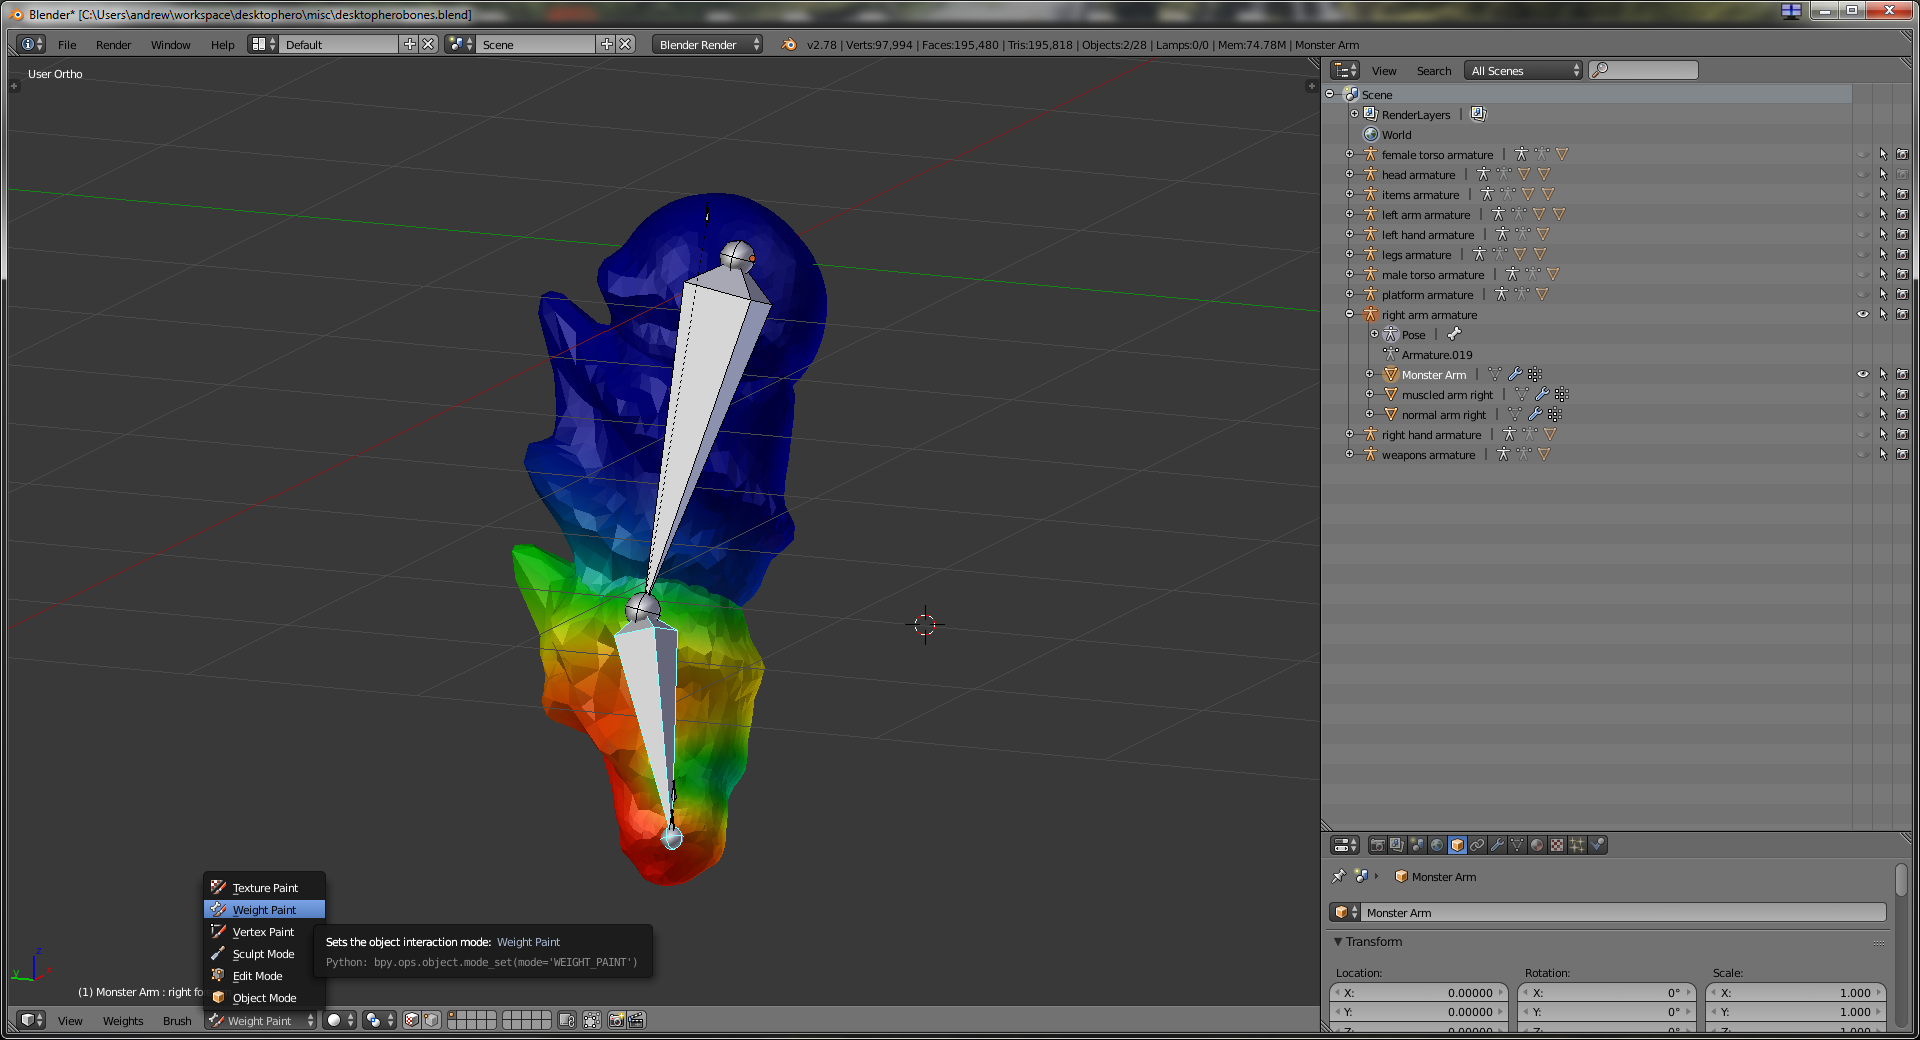 Blender* [C:\Users\andrew\workspace\desktophero\misc\desktopherobones.blend]
File Render Window Help Default Scene Blender Render v2.78 | Verts:97,994 | Faces:195,480 | Tris:195,818 | Objects:2/28 | Lamps:0/0 | Mem:74.78M | Monster Arm
User Ortho
View Search All Scenes
Scene
RenderLayers
World
female torso armature
head armature
items armature
left arm armature
left hand armature
legs armature
male torso armature
platform armature
right arm armature
Pose
Armature.019
Monster Arm
muscled arm right
normal arm right
right hand armature
weapons armature
Monster Arm
Monster Arm
Transform
Location: Rotation: Scale:
X: 0.00000 X: 0° X: 1.000
Y: 0.00000 Y: 0° Y: 1.000
Texture Paint
Weight Paint
Vertex Paint
Sculpt Mode
Edit Mode
Object Mode
Sets the object interaction mode: Weight Paint
Python: bpy.ops.object.mode_set(mode='WEIGHT_PAINT')
z
y x
(1) Monster Arm : right fo
View Weights Brush Weight Paint